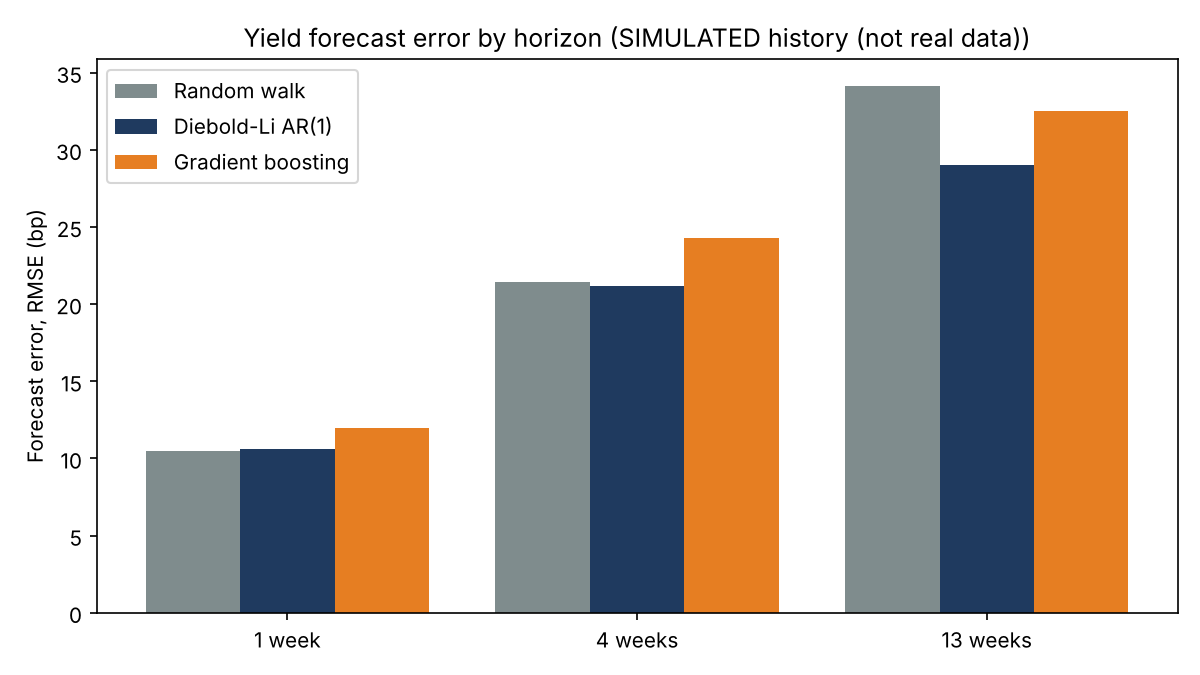 Yield forecast error by horizon (SIMULATED history (not real data))
Random walk
Diebold-Li AR(1)
Gradient boosting
Forecast error, RMSE (bp)
35
30
25
20
15
10
5
0
1 week
4 weeks
13 weeks